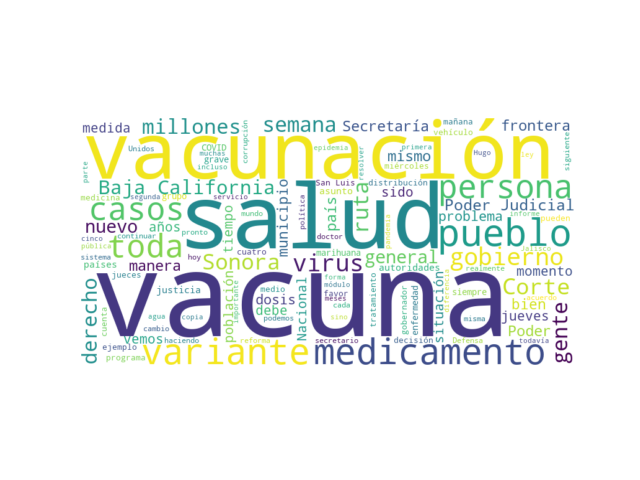 medida
millones
semana
Secretaría
mañana
frontera
vehículo
vacunación
Unidos
COVID
muchas
grave
incluso
corrupción
epidemia
primera
resolver
mismo
miércoles
Hugo
ley
siguiente
parte
Baja California
San Luis
distribución
persona
medicina
segunda
grupo
servicio
asunto
sido
Poder Judicial
casos
salud
política
país
ruta
problema
informe
pueden
nuevo
años
tiempo
mundo
municipio
pueblo
cinco
continuar
pública
toda
cuatro
marihuana
pandemia
general
autoridades
realmente
gobierno
sistema
países
jueces
manera
hoy
Sonora
virus
momento
Jalisco
derecho
justicia
población
medio
dosis
debe
Nacional
forma
módulo
favor
meses
cada
sino
tratamiento
gobernador
enfermedad
situación
siempre
Corte
acuerdo
bien
gente
vacuna
cuenta
agua
copia
cambio
podemos
misma
jueves
Poder
vemos
haciendo
reforma
secretario
decisión
Defensa
todavía
ejemplo
programa
variante
medicamento
doctor
pronto